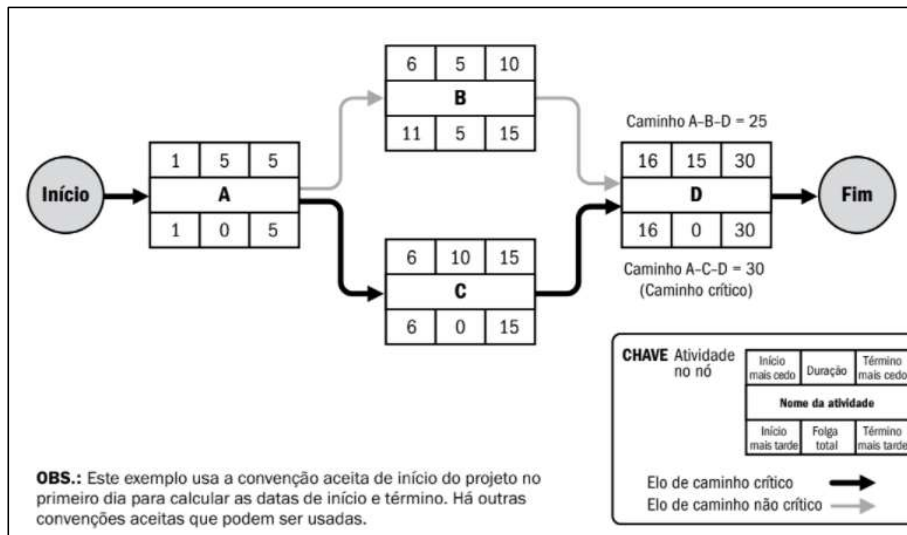 6 5 10
B
11 5 15
Caminho A-B-D = 25
1 5 5
A
1 0 5
Início
16 15 30
D
16 0 30
Fim
6 10 15
C
6 0 15
Caminho A-C-D = 30
(Caminho crítico)
CHAVE Atividade
no nó
Início
mais cedo
Duração
Término
mais cedo
Nome da atividade
Início
mais tarde
Folga
total
Término
mais tarde
Elo de caminho crítico
Elo de caminho não crítico
OBS.: Este exemplo usa a convenção aceita de início do projeto no
primeiro dia para calcular as datas de início e término. Há outras
convenções aceitas que podem ser usadas.